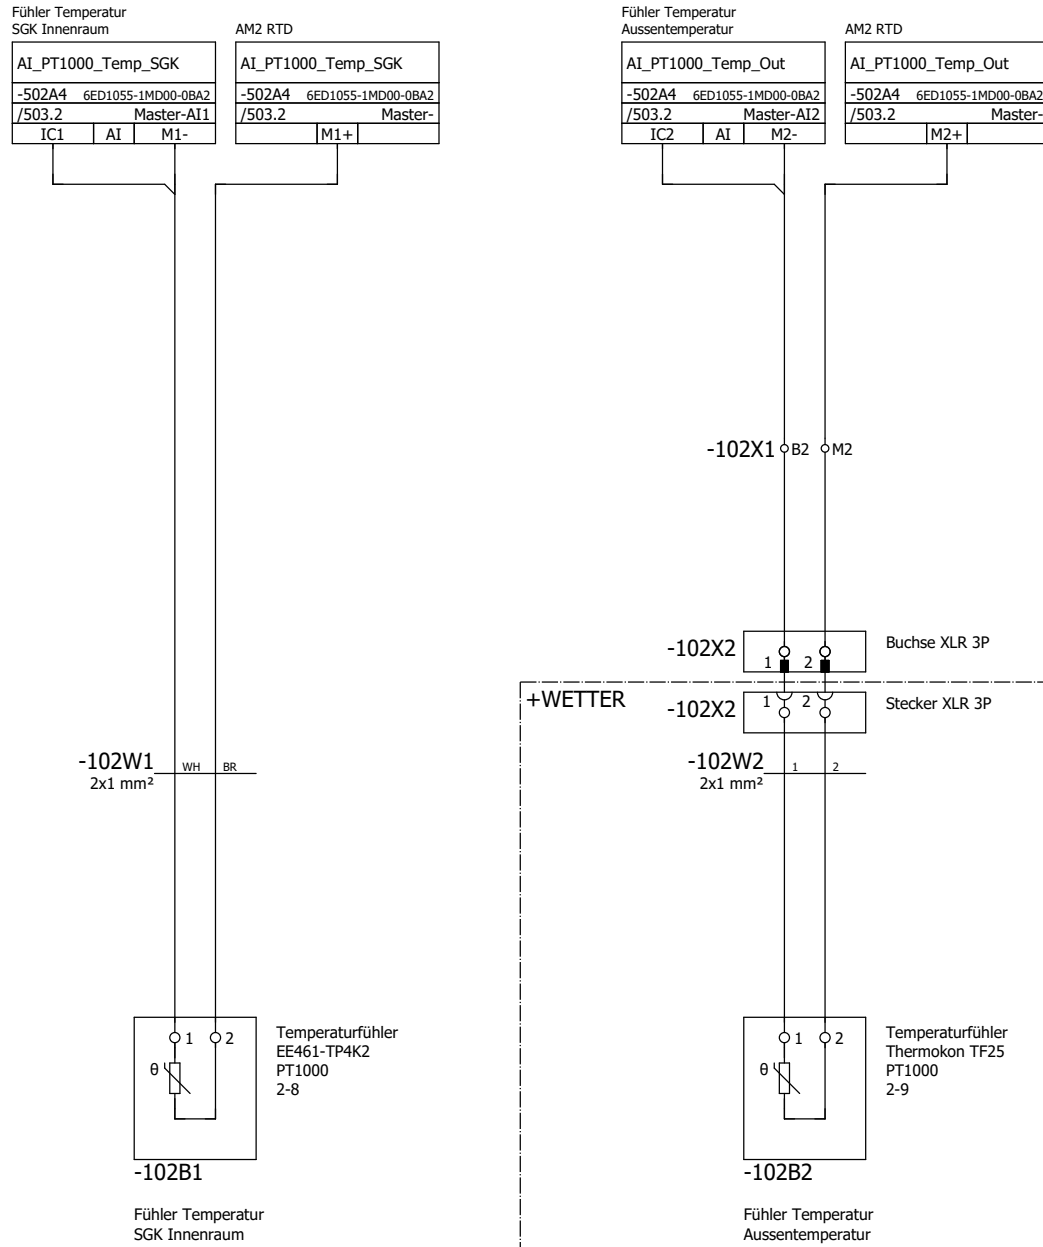 Fühler Temperatur
SGK Innenraum
AI_PT1000_Temp_SGK
-502A4 6ED1055-1MD00-0BA2
/503.2 Master-AI1
IC1 AI M1-
AM2 RTD
AI_PT1000_Temp_SGK
-502A4 6ED1055-1MD00-0BA2
/503.2 Master-
M1+
Fühler Temperatur
Aussentemperatur
AI_PT1000_Temp_Out
-502A4 6ED1055-1MD00-0BA2
/503.2 Master-AI2
IC2 AI M2-
AM2 RTD
AI_PT1000_Temp_Out
-502A4 6ED1055-1MD00-0BA2
/503.2 Master-
M2+
-102X1 B2 M2
-102X2 1 2 Buchse XLR 3P
+WETTER
-102X2 1 2 Stecker XLR 3P
-102W1 WH BR
2x1 mm²
-102W2 1 2
2x1 mm²
1 2
θ
Temperaturfühler
EE461-TP4K2
PT1000
2-8
-102B1
Fühler Temperatur
SGK Innenraum
1 2
θ
Temperaturfühler
Thermokon TF25
PT1000
2-9
-102B2
Fühler Temperatur
Aussentemperatur